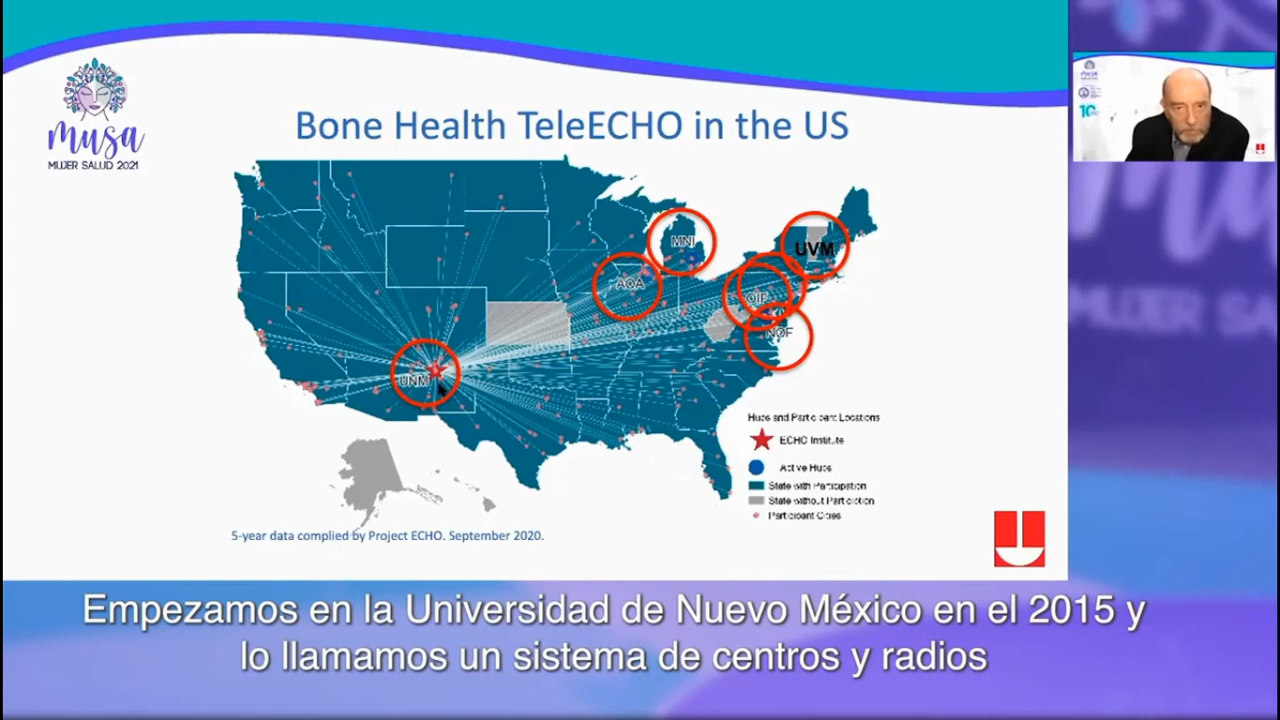 musa
MUJER SALUD 2021
Bone Health TeleECHO in the US
MNI
UVM
AOA
OIF
NOF
UNM
Hubs and Participant Locations
ECHO Institute
Active Hubs
State with Participation
State without Participation
Participant Cities
5-year data complied by Project ECHO. September 2020.
Empezamos en la Universidad de Nuevo México en el 2015 y
lo llamamos un sistema de centros y radios